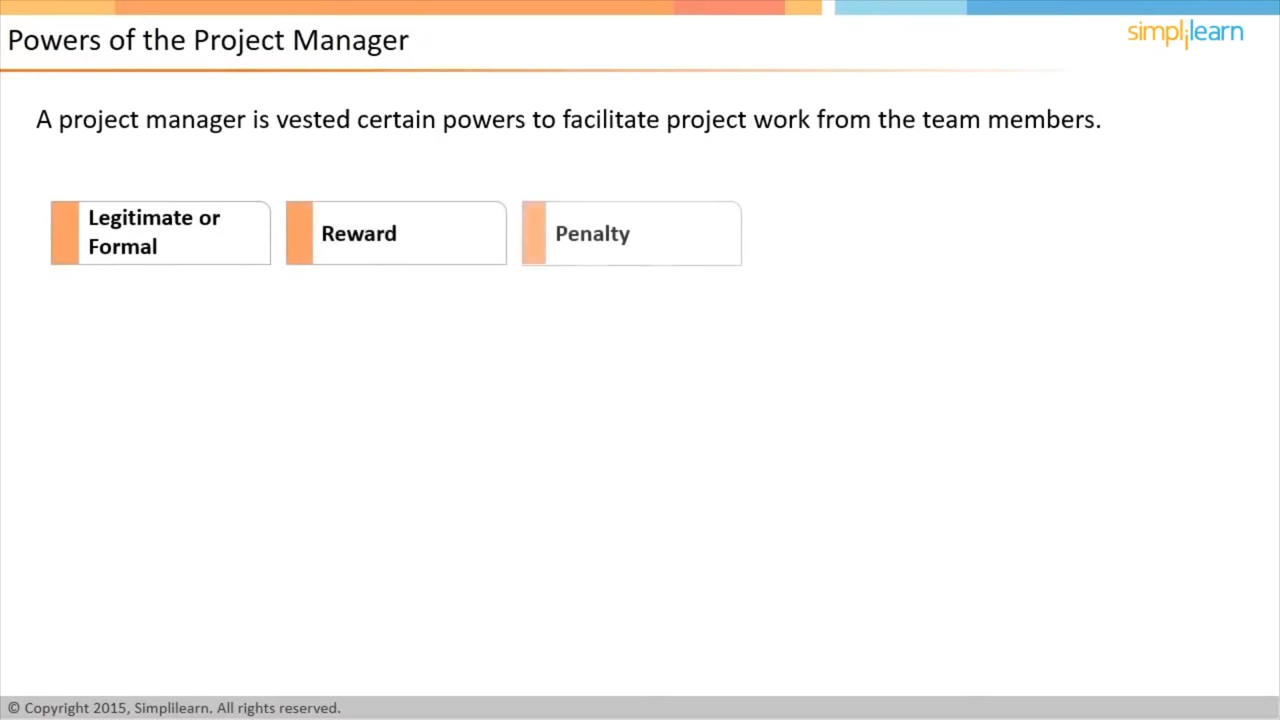 Powers of the Project Manager
simplilearn
A project manager is vested certain powers to facilitate project work from the team members.
Legitimate or
Formal
Reward
Penalty
© Copyright 2015, Simplilearn. All rights reserved.